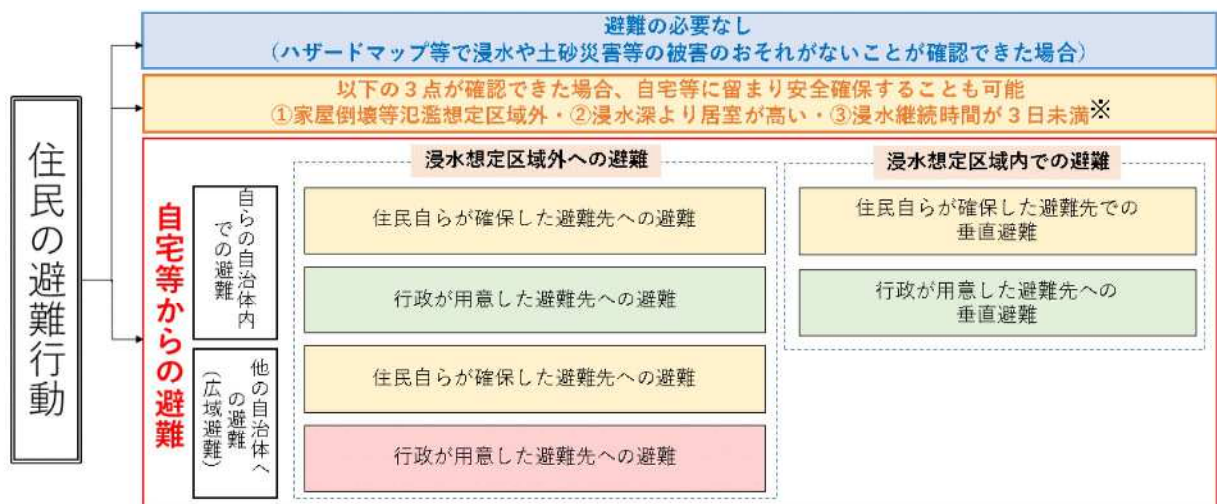 住民の避難行動
避難の必要なし
（ハザードマップ等で浸水や土砂災害等の被害のおそれがないことが確認できた場合）
以下の３点が確認できた場合、自宅等に留まり安全確保することも可能
①家屋倒壊等氾濫想定区域外・②浸水深より居室が高い・③浸水継続時間が３日未満※
自宅等からの避難
浸水想定区域外への避難
浸水想定区域内での避難
自らの自治体内
での避難
住民自らが確保した避難先への避難
住民自らが確保した避難先での
垂直避難
行政が用意した避難先への避難
行政が用意した避難先への
垂直避難
他の自治体へ
の避難
（広域避難）
住民自らが確保した避難先への避難
行政が用意した避難先への避難